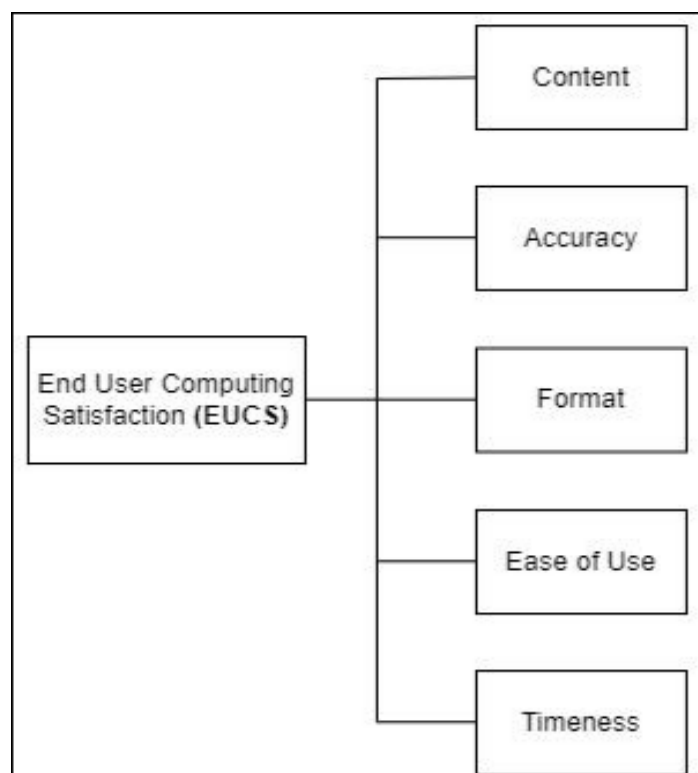 Content
Accuracy
End User Computing
Satisfaction (EUCS)
Format
Ease of Use
Timeness